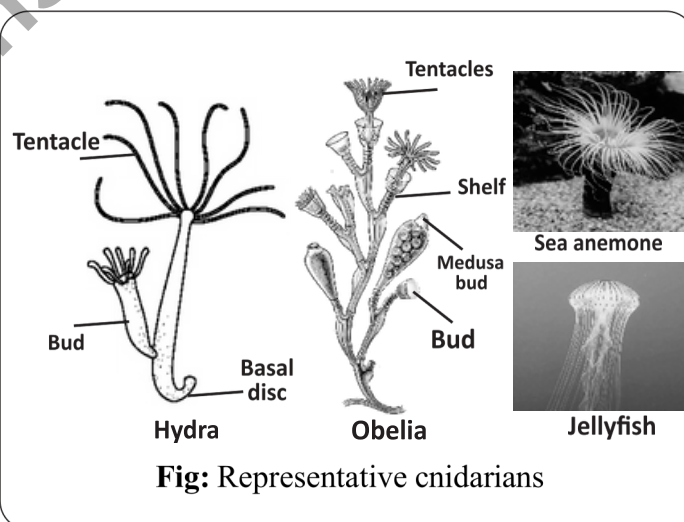 Tentacles
Tentacle
Shelf
Sea anemone
Medusa
bud
Bud
Bud
Basal
disc
Hydra
Obelia
Jellyfish
Fig: Representative cnidarians